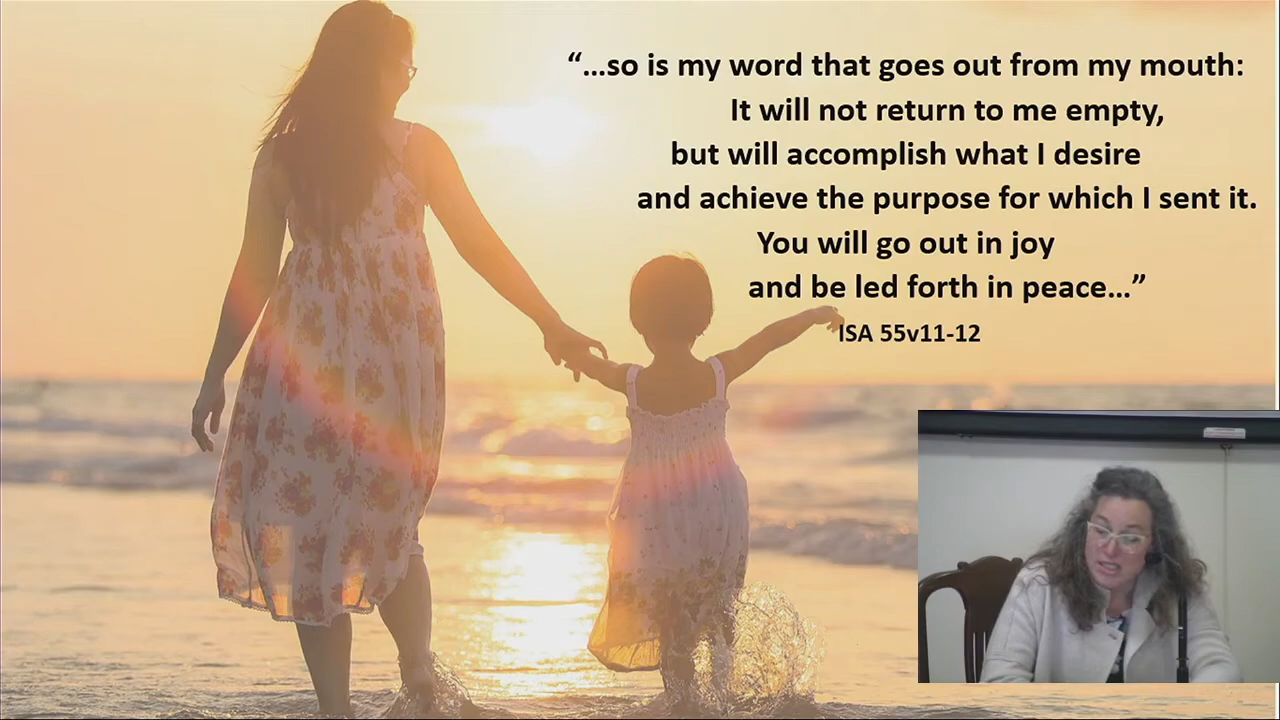 “...so is my word that goes out from my mouth:
It will not return to me empty,
but will accomplish what I desire
and achieve the purpose for which I sent it.
You will go out in joy
and be led forth in peace...”
ISA 55v11-12